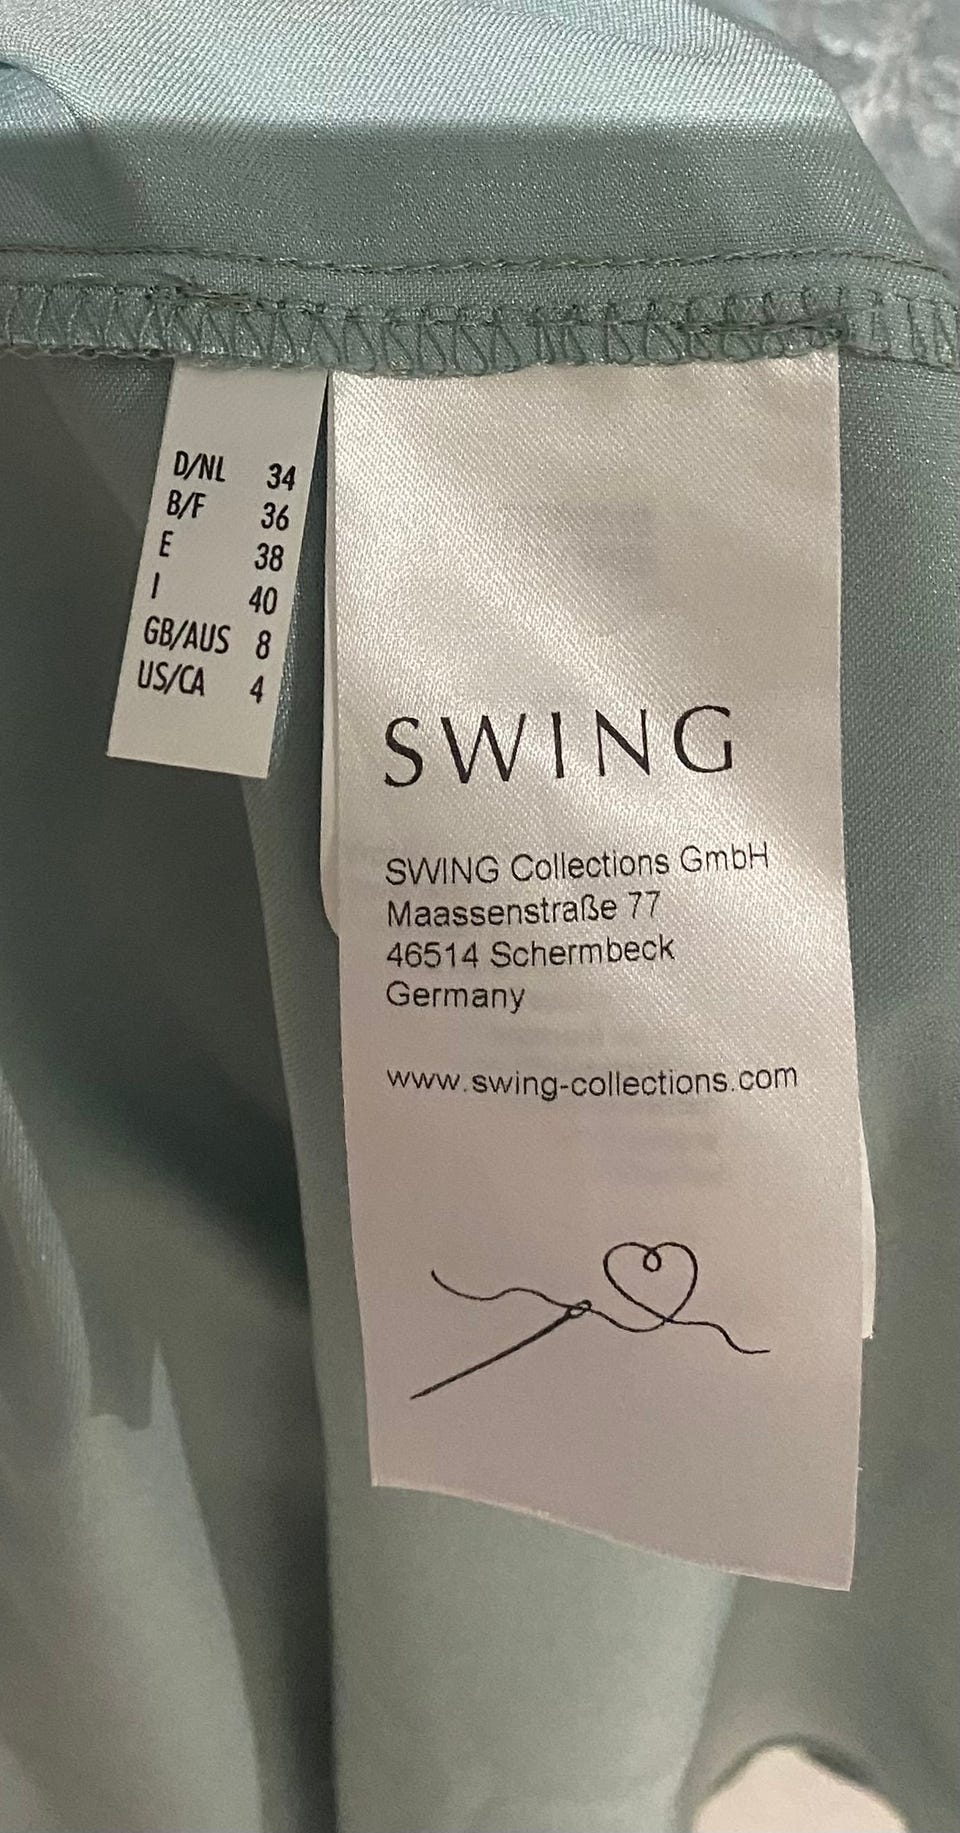 D/NL 34
B/F 36
E 38
I 40
GB/AUS 8
US/CA 4
SWING
SWING Collections GmbH
Maassenstraße 77
46514 Schermbeck
Germany
www.swing-collections.com